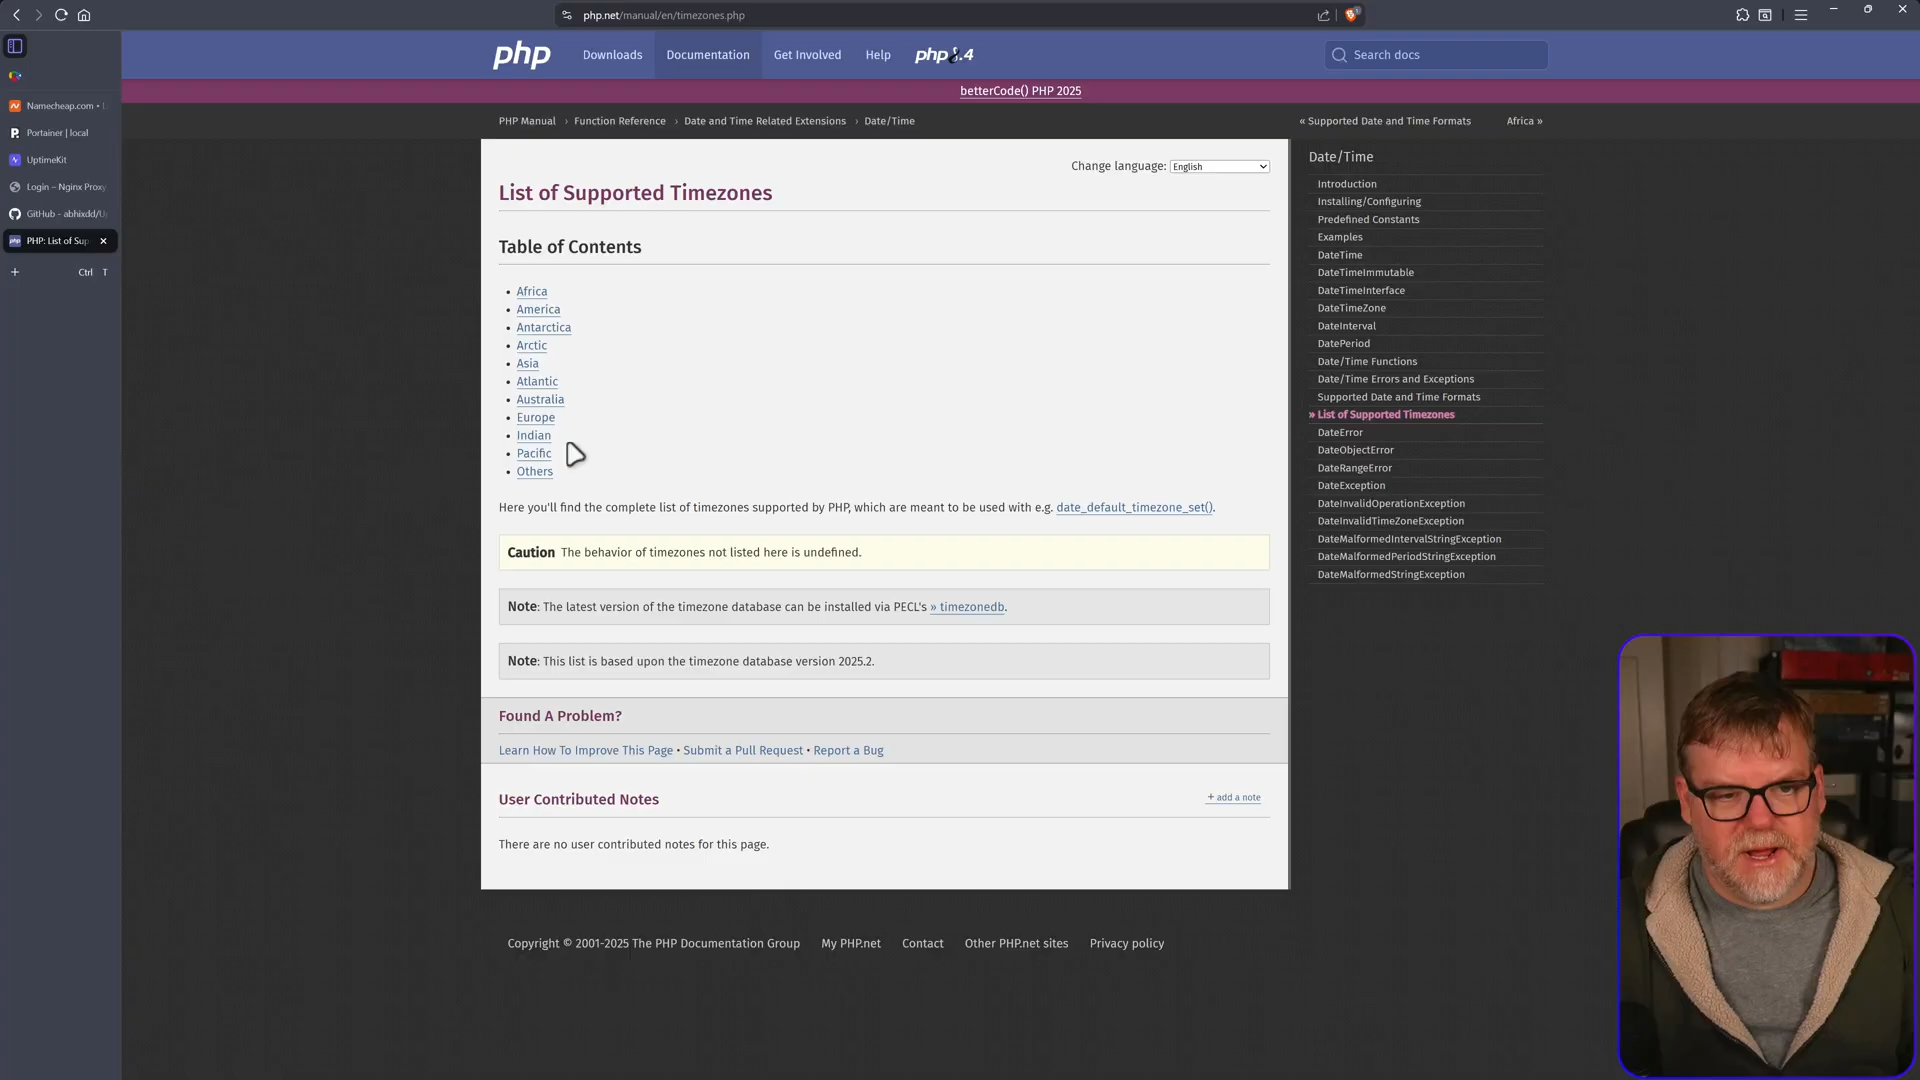 php.net/manual/en/timezones.php
php Downloads Documentation Get Involved Help php8.4 Search docs
betterCode() PHP 2025
PHP Manual › Function Reference › Date and Time Related Extensions › Date/Time « Supported Date and Time Formats Africa »
Namecheap.com •
Portainer | local
UptimeKit
Login – Nginx Proxy
GitHub - abhixdd/U
PHP: List of Sup
+ Ctrl T
Change language: English
List of Supported Timezones
Table of Contents
• Africa
• America
• Antarctica
• Arctic
• Asia
• Atlantic
• Australia
• Europe
• Indian
• Pacific
• Others
Here you'll find the complete list of timezones supported by PHP, which are meant to be used with e.g. date_default_timezone_set().
Caution The behavior of timezones not listed here is undefined.
Note: The latest version of the timezone database can be installed via PECL's » timezonedb.
Note: This list is based upon the timezone database version 2025.2.
Found A Problem?
Learn How To Improve This Page • Submit a Pull Request • Report a Bug
User Contributed Notes
+ add a note
There are no user contributed notes for this page.
Date/Time
Introduction
Installing/Configuring
Predefined Constants
Examples
DateTime
DateTimeImmutable
DateTimeInterface
DateTimeZone
DateInterval
DatePeriod
Date/Time Functions
Date/Time Errors and Exceptions
Supported Date and Time Formats
» List of Supported Timezones
DateError
DateObjectError
DateRangeError
DateException
DateInvalidOperationException
DateInvalidTimeZoneException
DateMalformedIntervalStringException
DateMalformedPeriodStringException
DateMalformedStringException
Copyright © 2001-2025 The PHP Documentation Group My PHP.net Contact Other PHP.net sites Privacy policy